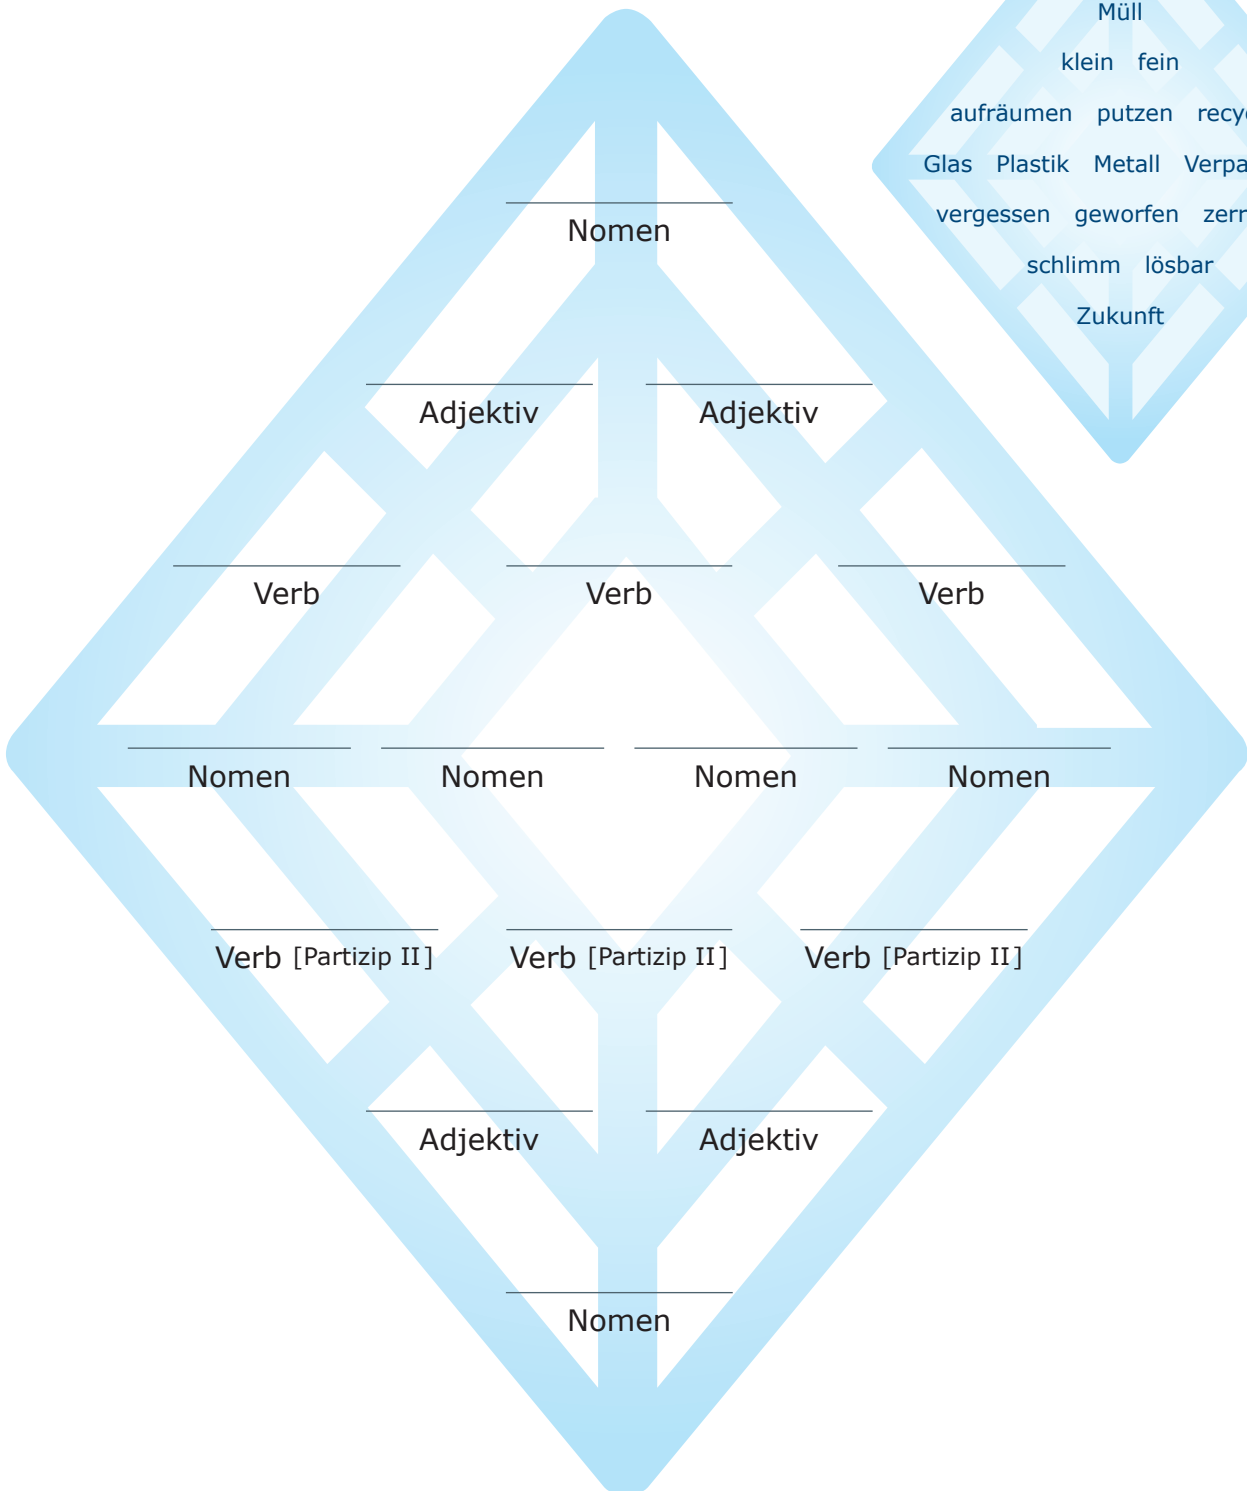 Müll
klein fein
aufräumen putzen
Glas Plastik Metall
vergessen geworfen
schlimm lösbar
Zukunft
Nomen
Adjektiv Adjektiv
Verb Verb Verb
Nomen Nomen Nomen Nomen
Verb [Partizip II] Verb [Partizip II] Verb [Partizip II]
Adjektiv Adjektiv
Nomen